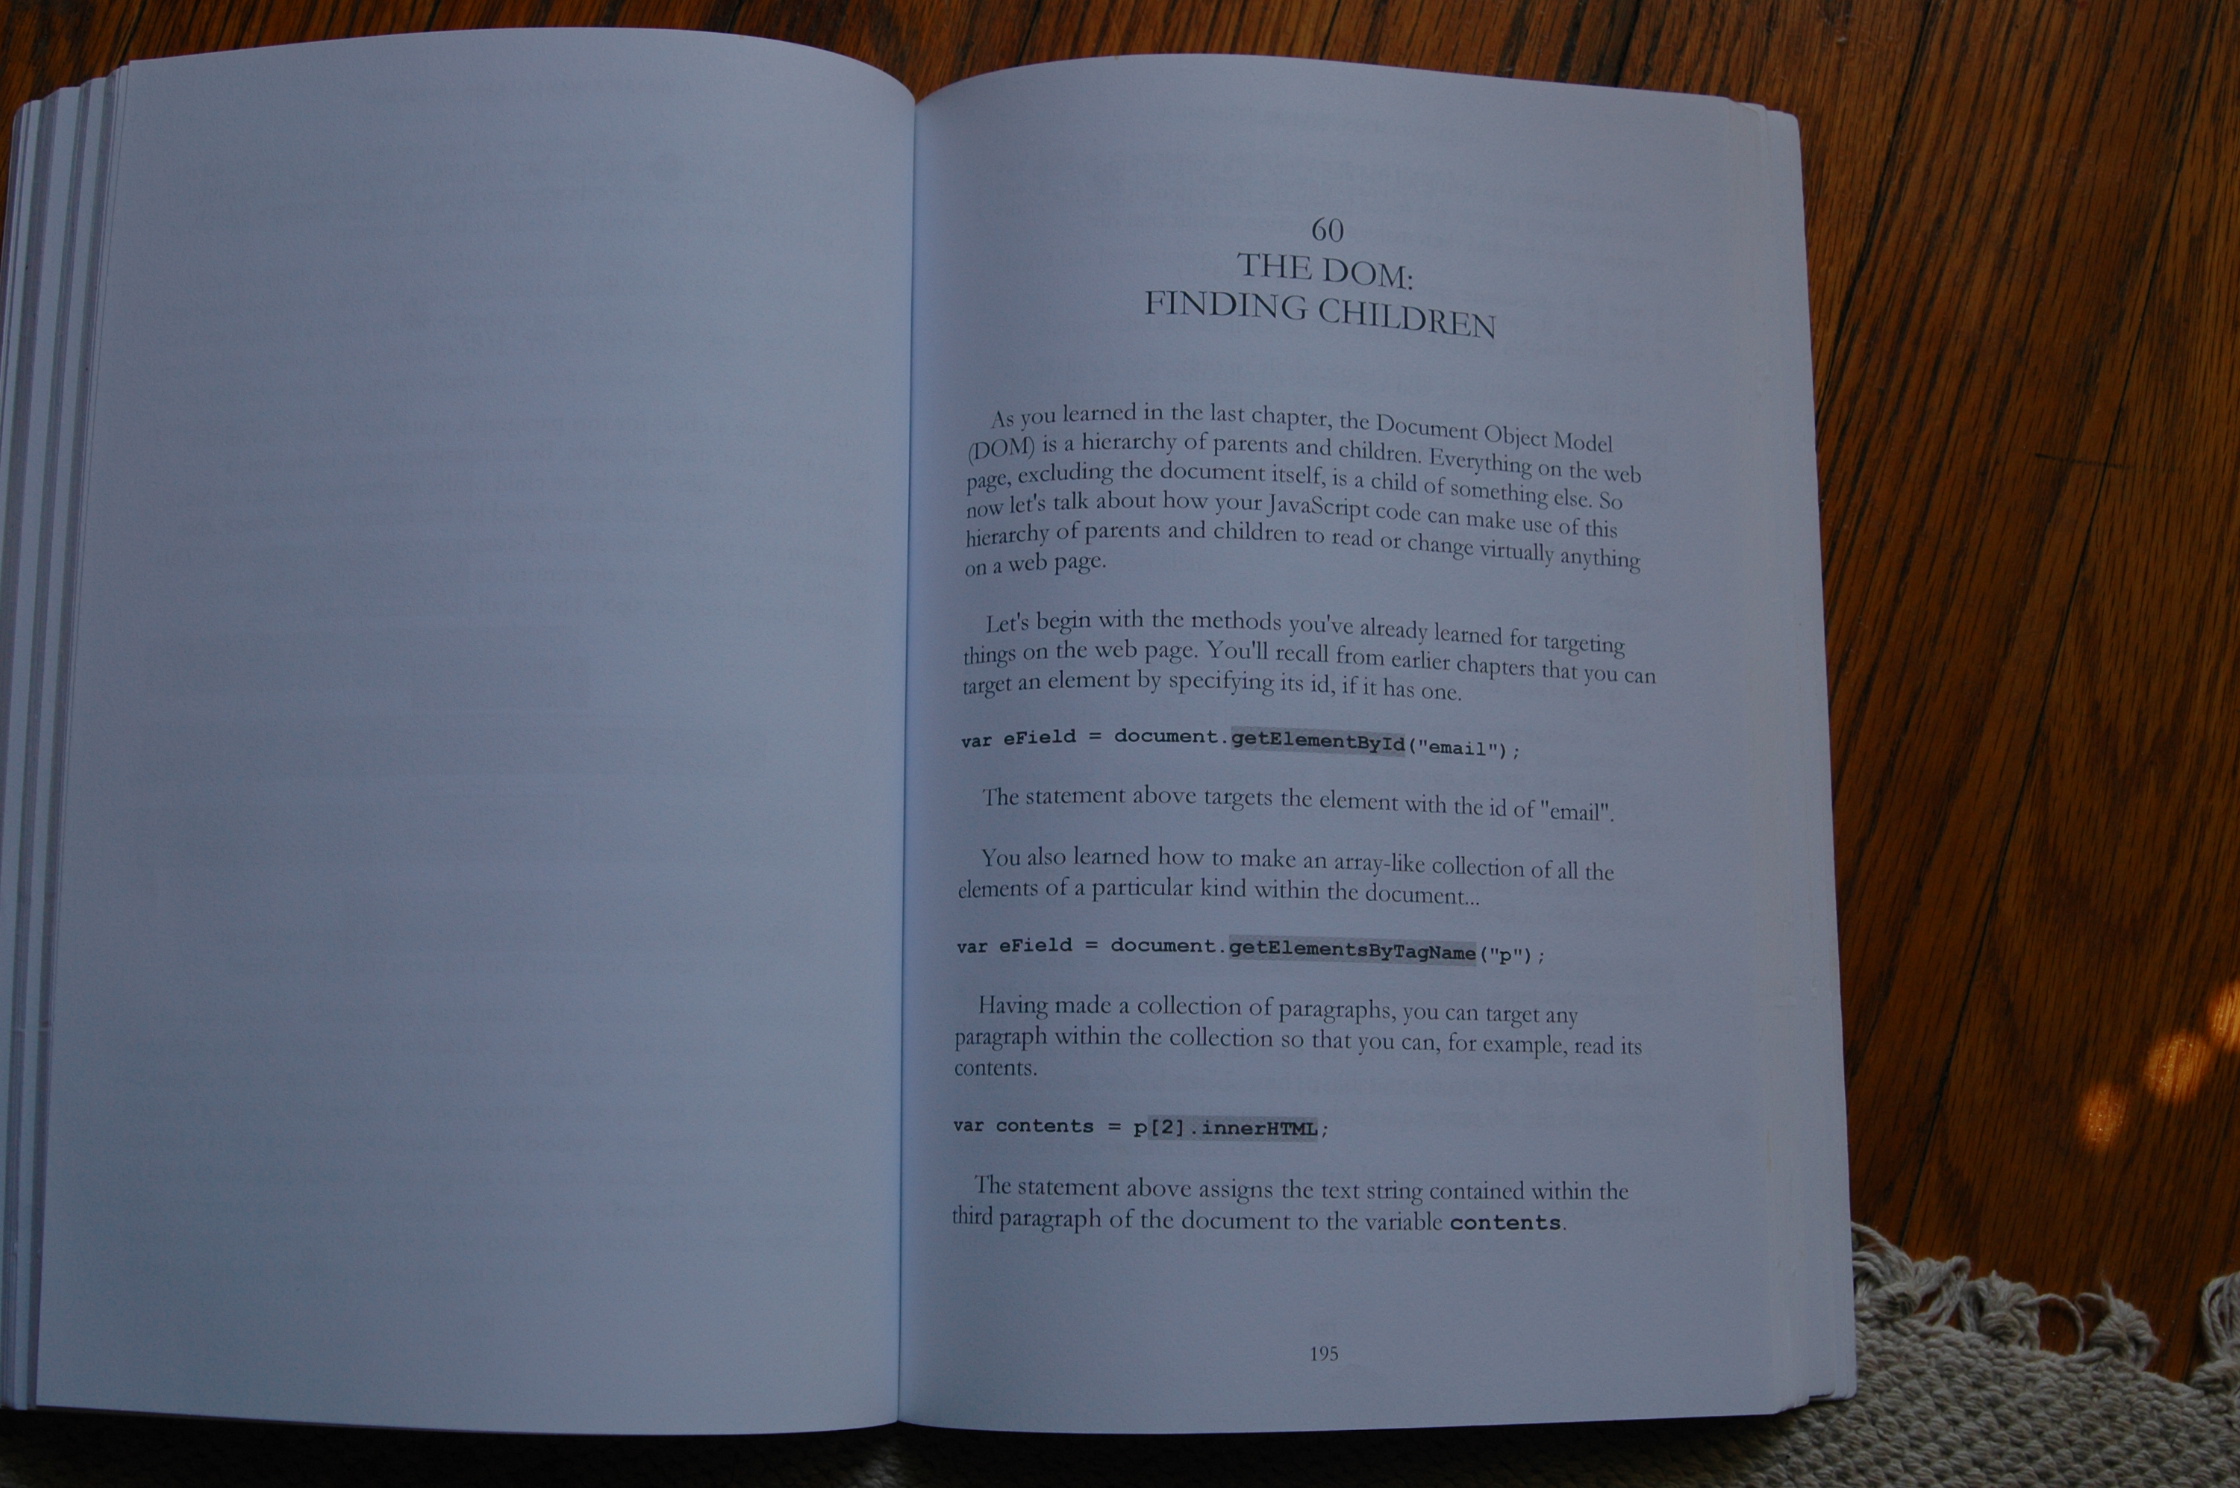 60
THE DOM:
FINDING CHILDREN
As you learned in the last chapter, the Document Object Model
(DOM) is a hierarchy of parents and children. Everything on the web
page, excluding the document itself, is a child of something else. So
now let's talk about how your JavaScript code can make use of this
hierarchy of parents and children to read or change virtually anything
on a web page.
Let's begin with the methods you've already learned for targeting
things on the web page. You'll recall from earlier chapters that you can
target an element by specifying its id, if it has one.
var eField = document.getElementById("email");
The statement above targets the element with the id of "email".
You also learned how to make an array-like collection of all the
elements of a particular kind within the document...
var eField = document.getElementsByTagName("p");
Having made a collection of paragraphs, you can target any
paragraph within the collection so that you can, for example, read its
contents.
var contents = p[2].innerHTML;
The statement above assigns the text string contained within the
third paragraph of the document to the variable contents.
195